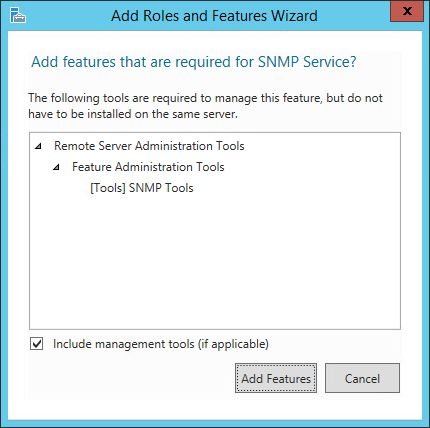 Add Roles and Features Wizard
x
Add features that are required for SNMP Service?
The following tools are required to manage this feature, but do not
have to be installed on the same server.
Remote Server Administration Tools
Feature Administration Tools
[Tools] SNMP Tools
Include management tools (if applicable)
Add Features
Cancel